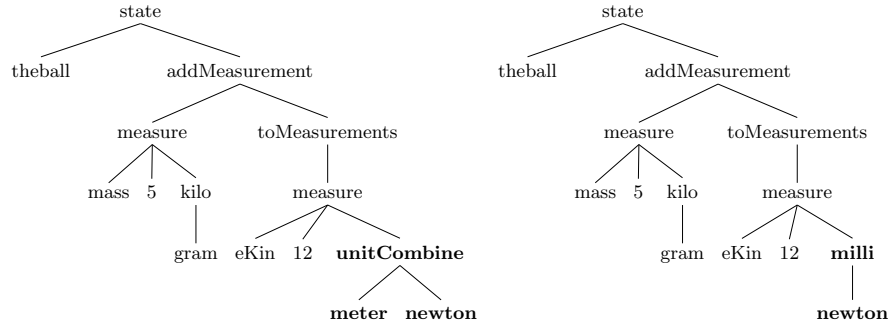 state state
theball addMeasurement theball addMeasurement
measure toMeasurements measure toMeasurements
mass 5 kilo measure mass 5 kilo measure
gram eKin 12 unitCombine gram eKin 12 milli
meter newton newton